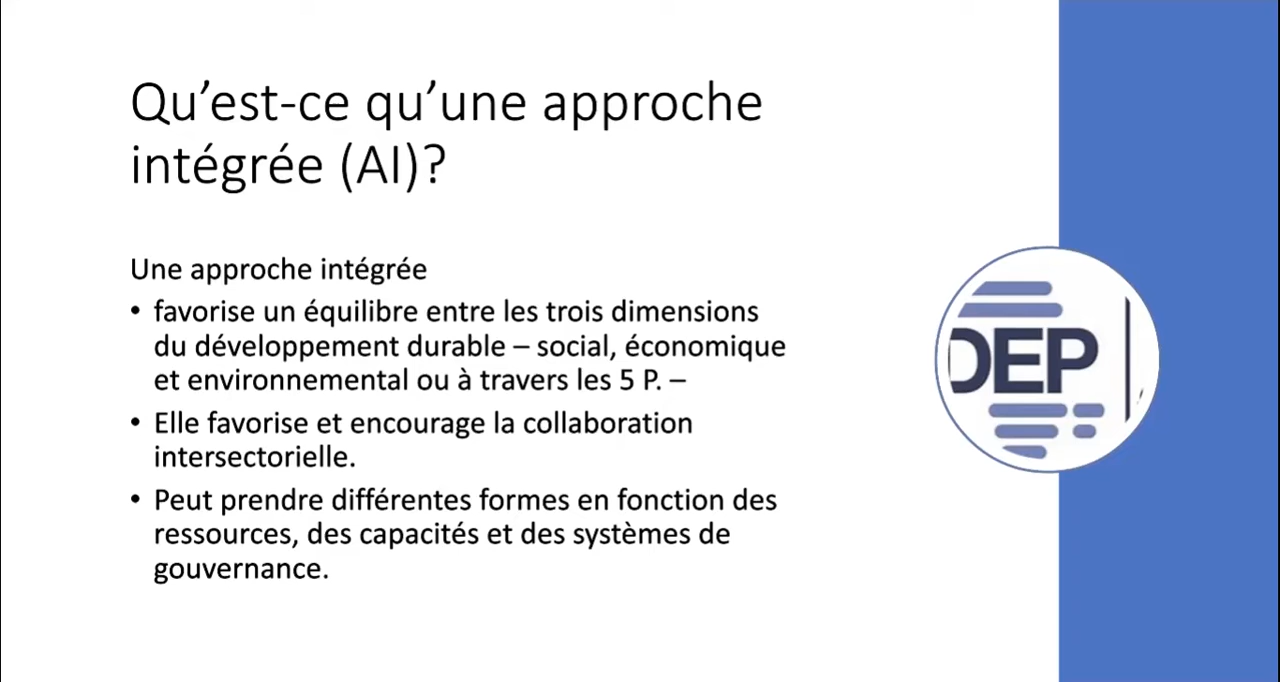 Qu’est-ce qu’une approche
intégrée (AI)?
Une approche intégrée
• favorise un équilibre entre les trois dimensions
du développement durable – social, économique
et environnemental ou à travers les 5 P. –
• Elle favorise et encourage la collaboration
intersectorielle.
• Peut prendre différentes formes en fonction des
ressources, des capacités et des systèmes de
gouvernance.
DEP